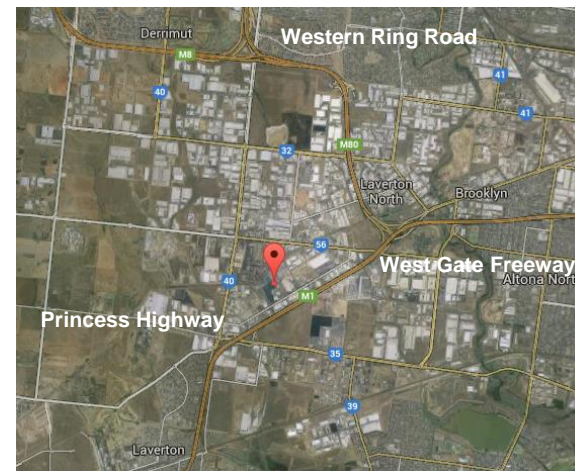 Western Ring Road
Derrimut
M8
41
40
41
M80
32
Laverton
North
Brooklyn
56
West Gate Freeway
40
Altona Nort
M1
Princess Highway
35
39
Laverton